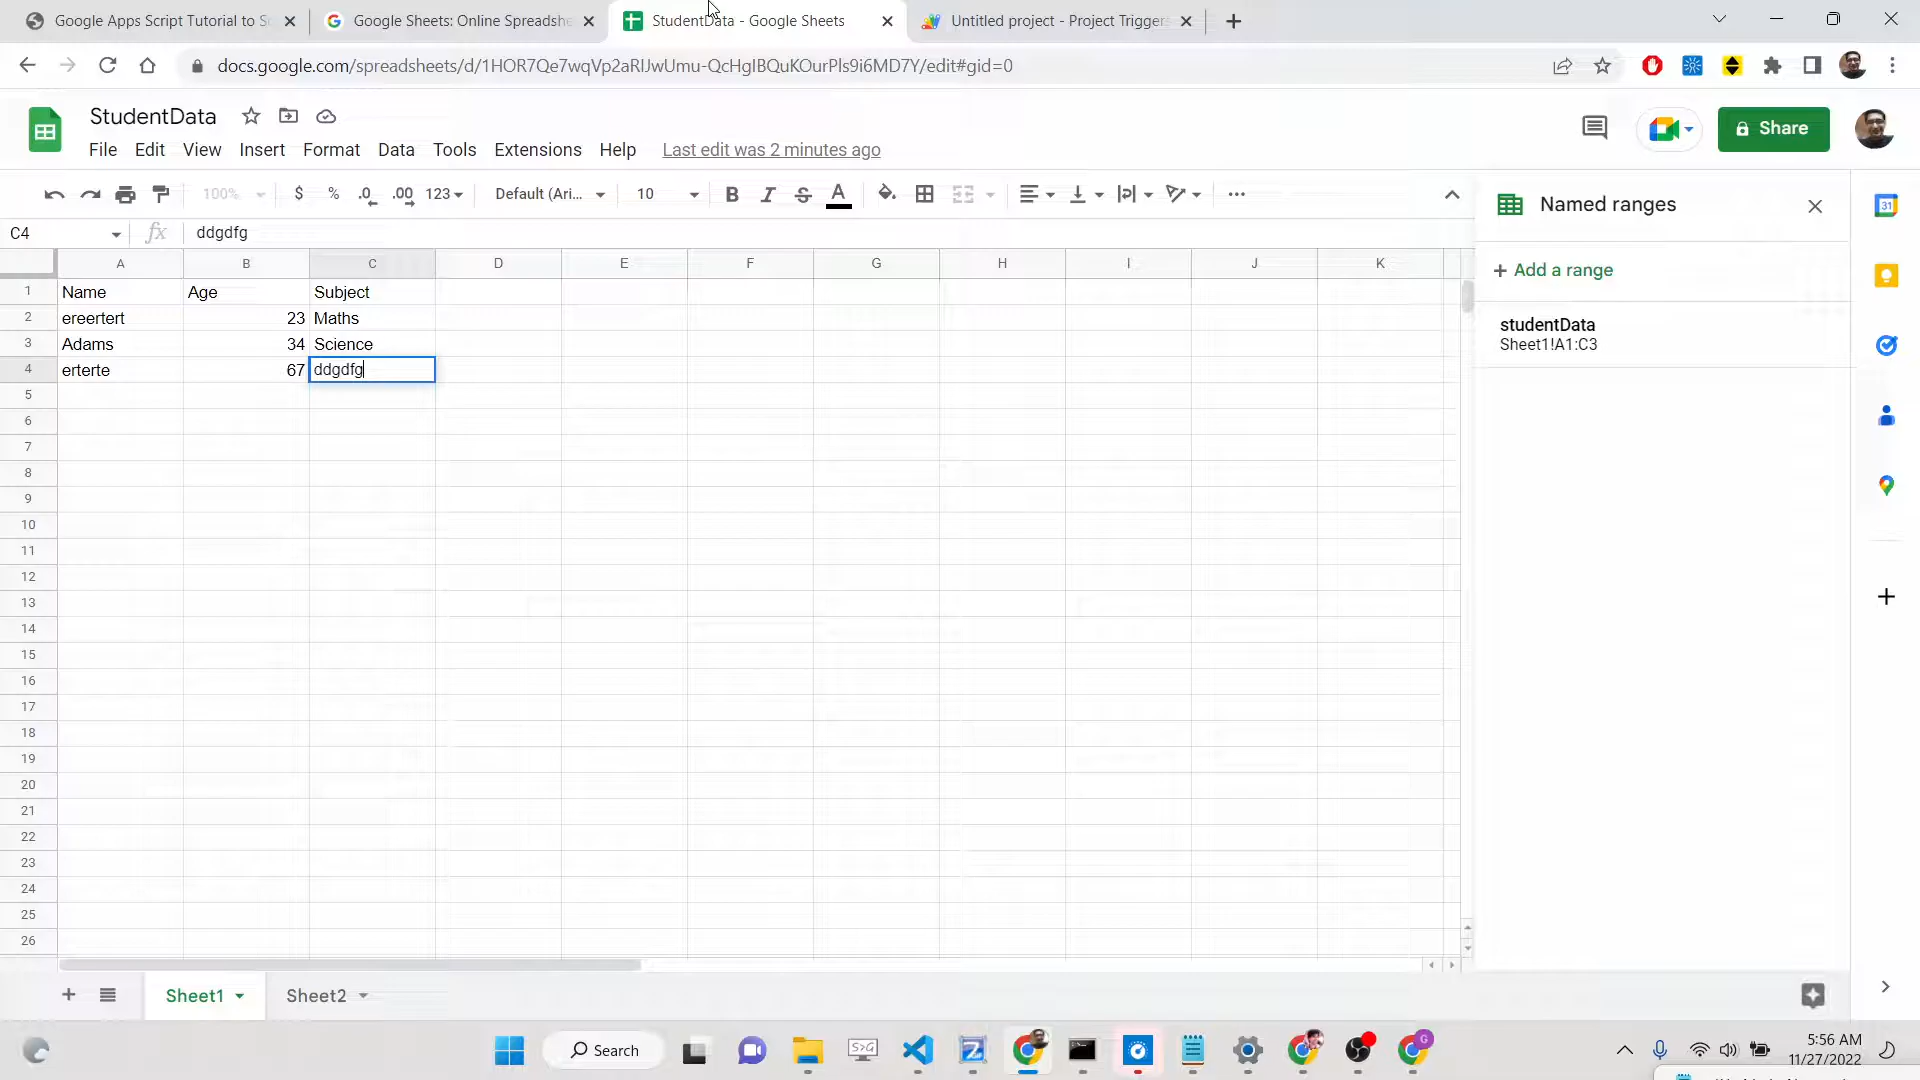 Google Apps Script Tutorial to S
Google Sheets: Online Spreadshe
StudentData - Google Sheets
Untitled project - Project Triggers
docs.google.com/spreadsheets/d/1HOR7Qe7wqVp2aRIJwUmu-QcHgIBQuKOurPls9i6MD7Y/edit#gid=0
StudentData
File Edit View Insert Format Data Tools Extensions Help Last edit was 2 minutes ago
Share
100% $ % .0 .00 123 Default (Ari... 10 B I S A
Named ranges
C4 fx ddgdfg
+ Add a range
studentData
Sheet1!A1:C3
A B C D E F G H I J K
1 Name Age Subject
2 ereertert 23 Maths
3 Adams 34 Science
4 erterte 67 ddgdfg
5
6
7
8
9
10
11
12
13
14
15
16
17
18
19
20
21
22
23
24
25
26
Sheet1 Sheet2
Search
5:56 AM
11/27/2022